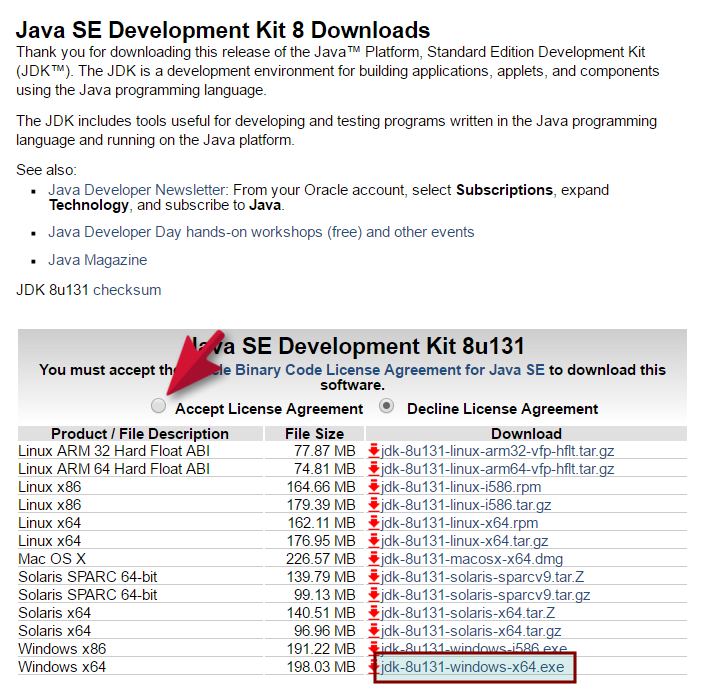 Java SE Development Kit 8 Downloads
Thank you for downloading this release of the Java™ Platform, Standard Edition Development Kit
(JDK™). The JDK is a development environment for building applications, applets, and components
using the Java programming language.
The JDK includes tools useful for developing and testing programs written in the Java programming
language and running on the Java platform.
See also:
Java Developer Newsletter: From your Oracle account, select Subscriptions, expand
Technology, and subscribe to Java.
Java Developer Day hands-on workshops (free) and other events
Java Magazine
JDK 8u131 checksum
Java SE Development Kit 8u131
You must accept the Binary Code License Agreement for Java SE to download this
software.
Accept License Agreement Decline License Agreement
Product / File Description File Size Download
Linux ARM 32 Hard Float ABI 77.87 MB jdk-8u131-linux-arm32-vfp-hflt.tar.gz
Linux ARM 64 Hard Float ABI 74.81 MB jdk-8u131-linux-arm64-vfp-hflt.tar.gz
Linux x86 164.66 MB jdk-8u131-linux-i586.rpm
Linux x86 179.39 MB jdk-8u131-linux-i586.tar.gz
Linux x64 162.11 MB jdk-8u131-linux-x64.rpm
Linux x64 176.95 MB jdk-8u131-linux-x64.tar.gz
Mac OS X 226.57 MB jdk-8u131-macosx-x64.dmg
Solaris SPARC 64-bit 139.79 MB jdk-8u131-solaris-sparcv9.tar.Z
Solaris SPARC 64-bit 99.13 MB jdk-8u131-solaris-sparcv9.tar.gz
Solaris x64 140.51 MB jdk-8u131-solaris-x64.tar.Z
Solaris x64 96.96 MB jdk-8u131-solaris-x64.tar.gz
Windows x86 191.22 MB jdk-8u131-windows-i586.exe
Windows x64 198.03 MB jdk-8u131-windows-x64.exe